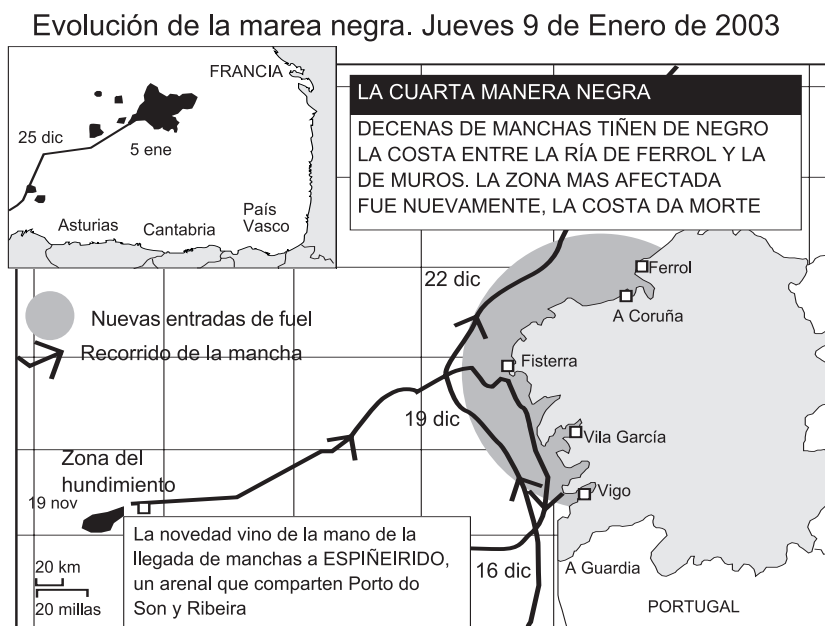 Evolución de la marea negra. Jueves 9 de Enero de 2003
FRANCIA
25 dic
5 ene
Asturias
Cantabria
País
Vasco
LA CUARTA MANERA NEGRA
DECENAS DE MANCHAS TIÑEN DE NEGRO
LA COSTA ENTRE LA RÍA DE FERROL Y LA
DE MUROS. LA ZONA MAS AFECTADA
FUE NUEVAMENTE, LA COSTA DA MORTE
22 dic
Ferrol
A Coruña
Nuevas entradas de fuel
Recorrido de la mancha
Fisterra
19 dic
Vila García
Zona del
hundimiento
19 nov
Vigo
La novedad vino de la mano de la
llegada de manchas a ESPIÑEIRIDO,
un arenal que comparten Porto do
Son y Ribeira
16 dic
A Guardia
20 km
20 millas
PORTUGAL